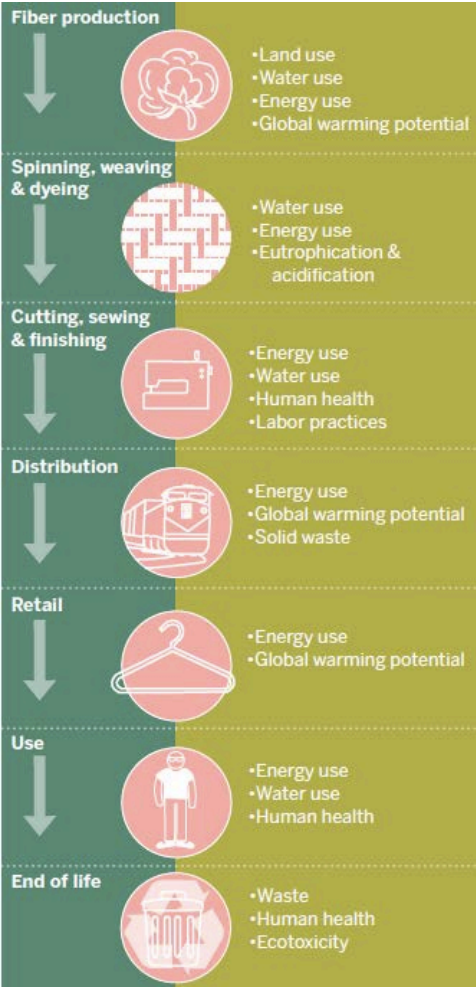 Fiber production
•Land use
•Water use
•Energy use
•Global warming potential
Spinning, weaving
& dyeing
•Water use
•Energy use
•Eutrophication &
acidification
Cutting, sewing
& finishing
•Energy use
•Water use
•Human health
•Labor practices
Distribution
•Energy use
•Global warming potential
•Solid waste
Retail
•Energy use
•Global warming potential
Use
•Energy use
•Water use
•Human health
End of life
•Waste
•Human health
•Ecotoxicity